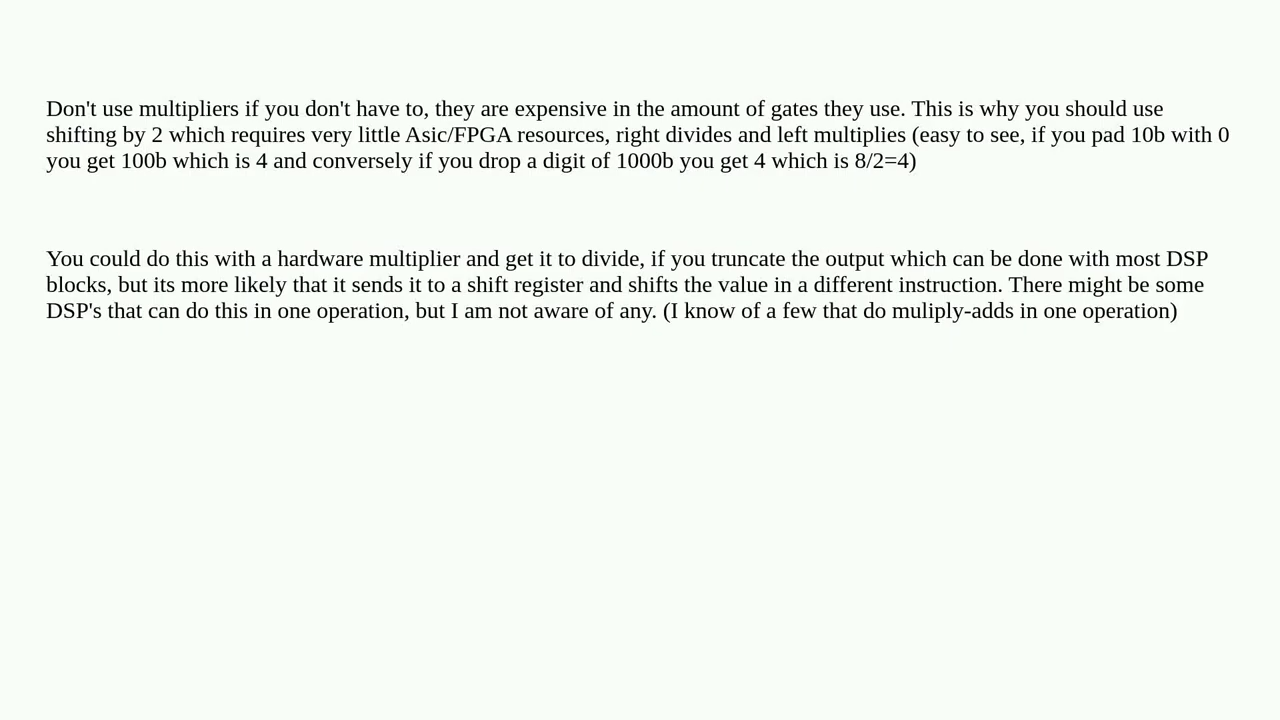 Don't use multipliers if you don't have to, they are expensive in the amount of gates they use. This is why you should use
shifting by 2 which requires very little Asic/FPGA resources, right divides and left multiplies (easy to see, if you pad 10b with 0
you get 100b which is 4 and conversely if you drop a digit of 1000b you get 4 which is 8/2=4)
You could do this with a hardware multiplier and get it to divide, if you truncate the output which can be done with most DSP
blocks, but its more likely that it sends it to a shift register and shifts the value in a different instruction. There might be some
DSP's that can do this in one operation, but I am not aware of any. (I know of a few that do muliply-adds in one operation)